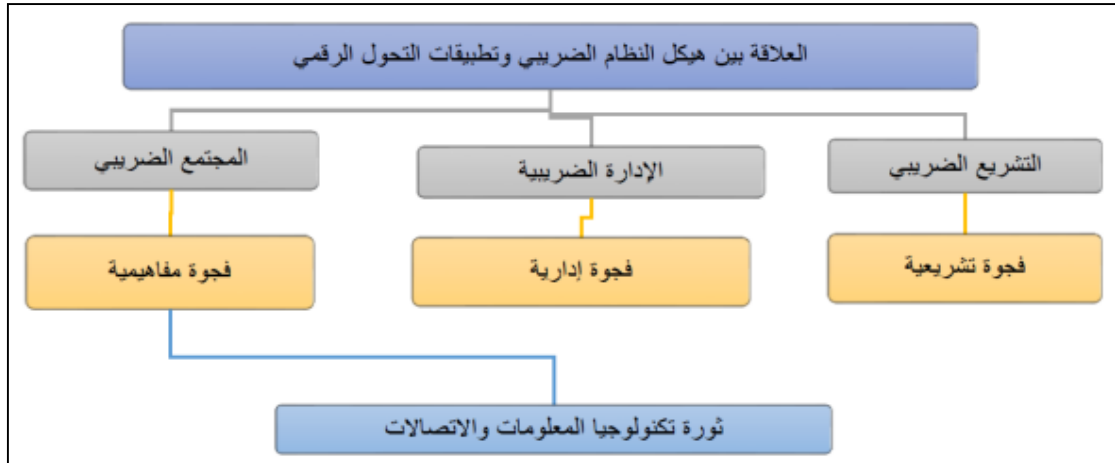 العلاقة بين هيكل النظام الضريبي وتطبيقات التحول الرقمي
التشريع الضريبي
الإدارة الضريبية
المجتمع الضريبي
فجوة تشريعية
فجوة إدارية
فجوة مفاهيمية
ثورة تكنولوجيا المعلومات والاتصالات